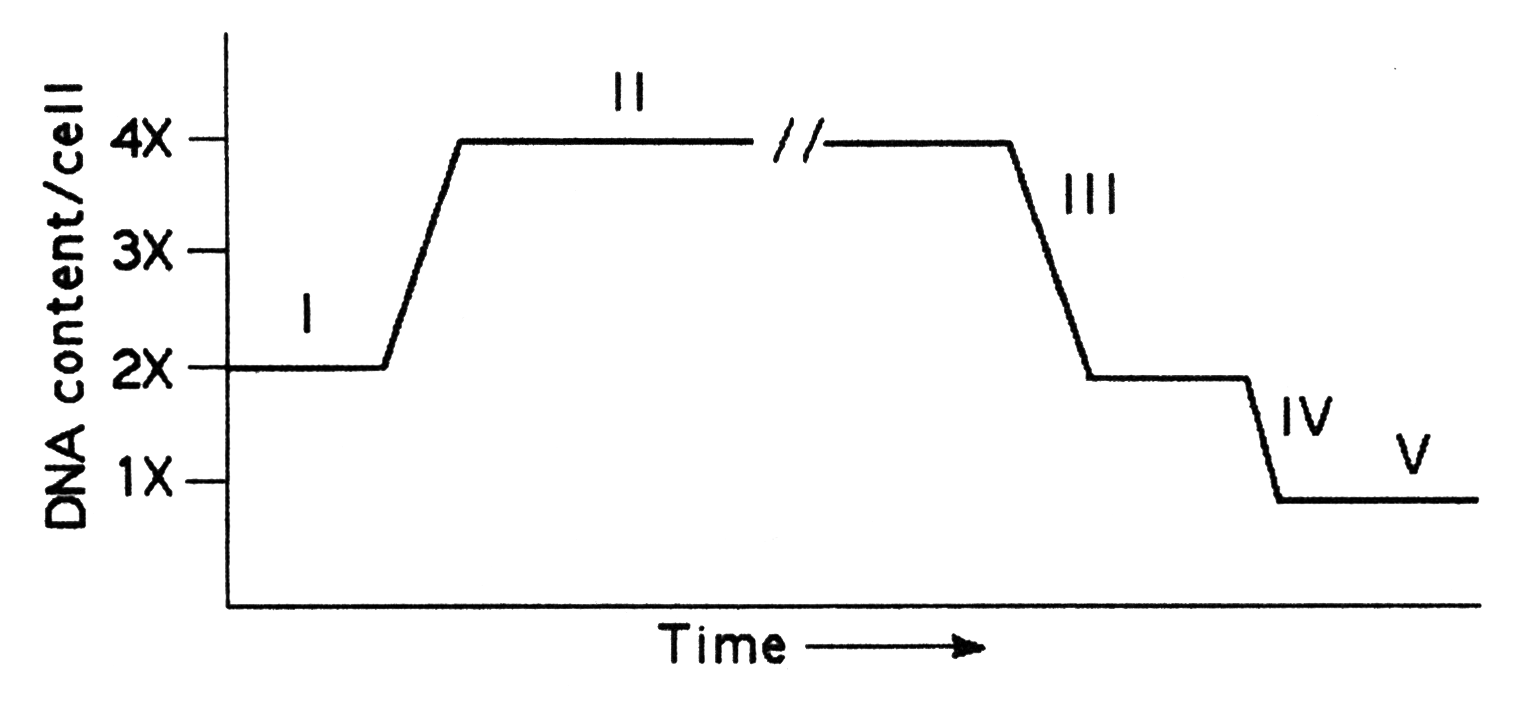 DNA content/cell
4X
3X
2X
1X
I
II
III
IV
V
Time